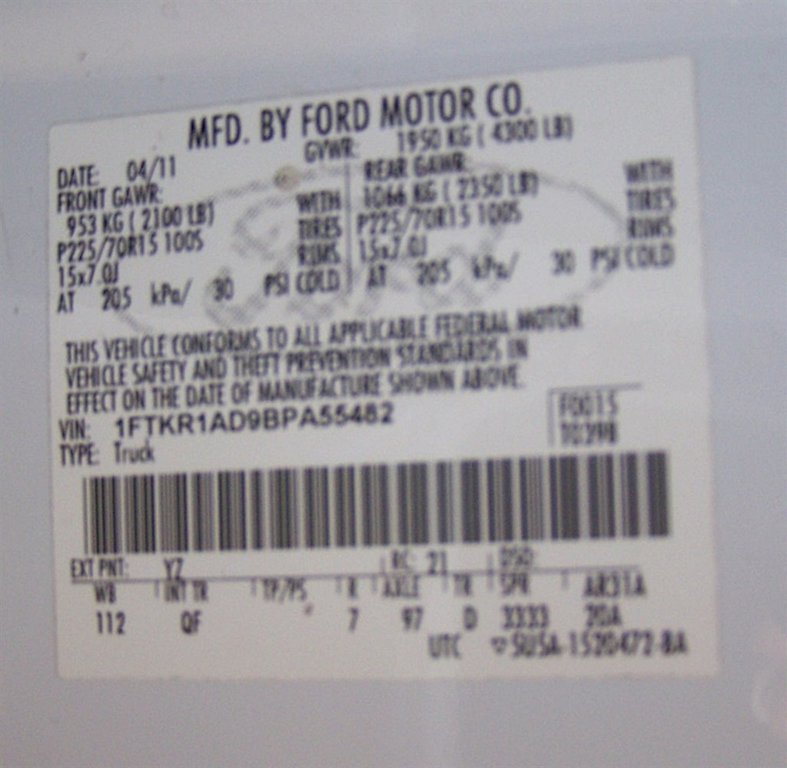 MFD. BY FORD MOTOR CO.
DATE: 04/11
GVWR: 1950 KG ( 4300 LB)
FRONT GAWR:
REAR GAWR:
953 KG ( 2100 LB) WITH
1066 KG ( 2350 LB) WITH
P225/70R15 100S TIRES
P225/70R15 100S TIRES
15x7.0J RIMS
15x7.0J RIMS
AT 205 kPa/ 30 PSI COLD
AT 205 kPa/ 30 PSI COLD
THIS VEHICLE CONFORMS TO ALL APPLICABLE FEDERAL MOTOR
VEHICLE SAFETY AND THEFT PREVENTION STANDARDS IN
EFFECT ON THE DATE OF MANUFACTURE SHOWN ABOVE.
VIN: 1FTKR1AD9BPA55482
F0015
TYPE: Truck
T0398
EXT PNT: YZ RC: 21 DSO:
WB INT TR TP/PS R AXLE TR SPR AR31A
112 QF 7 97 D 3333 20A
UTC ▽5U5A-1520472-BA